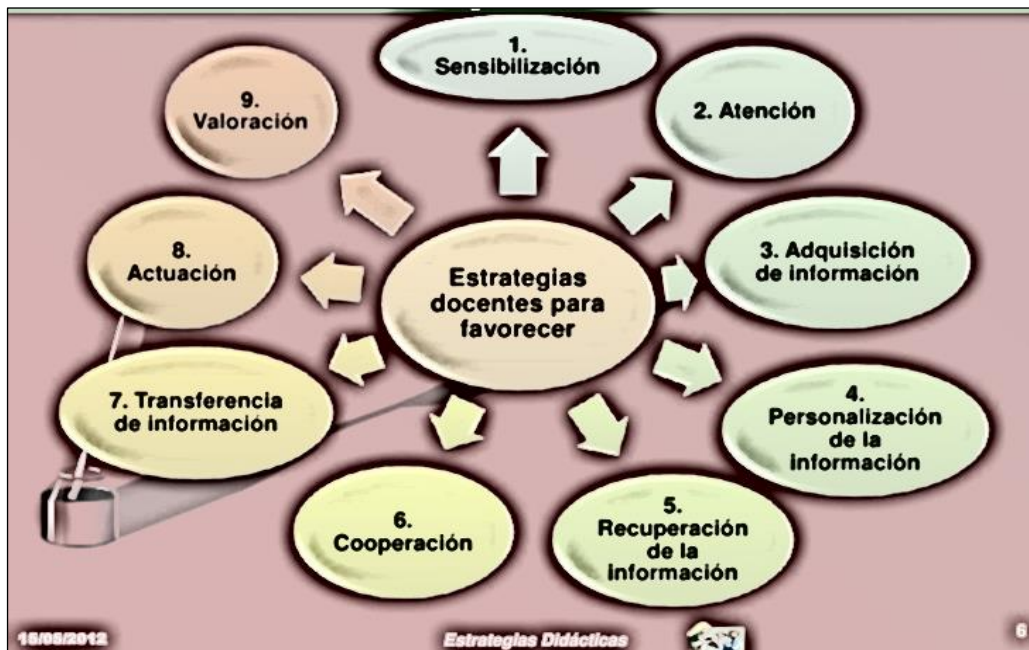 1.
Sensibilización
2. Atención
3. Adquisición
de información
4.
Personalización
de la
información
5.
Recuperación
de la
información
6.
Cooperación
7. Transferencia
de información
8.
Actuación
9.
Valoración
Estrategias
docentes para
favorecer
15/05/2012
Estrategias Didácticas
6